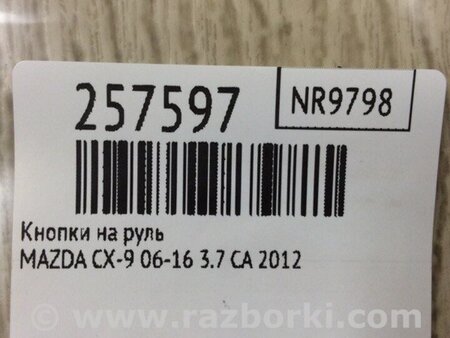 257597
NR9798
Кнопки на руль
MAZDA CX-9 06-16 3.7 CA 2012
www.razborki.com